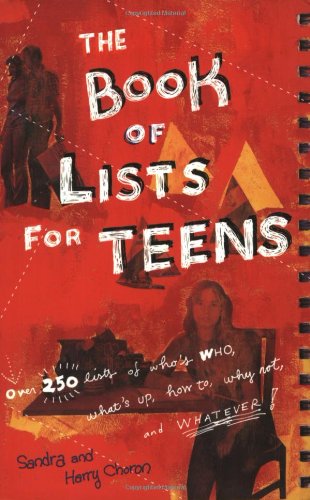 THE
BOOK
OF
LISTS
FOR TEENS
Over 250 lists of who's WHO,
what's up, how to, why not,
and WHATEVER!
Sandra and
Harry Choron